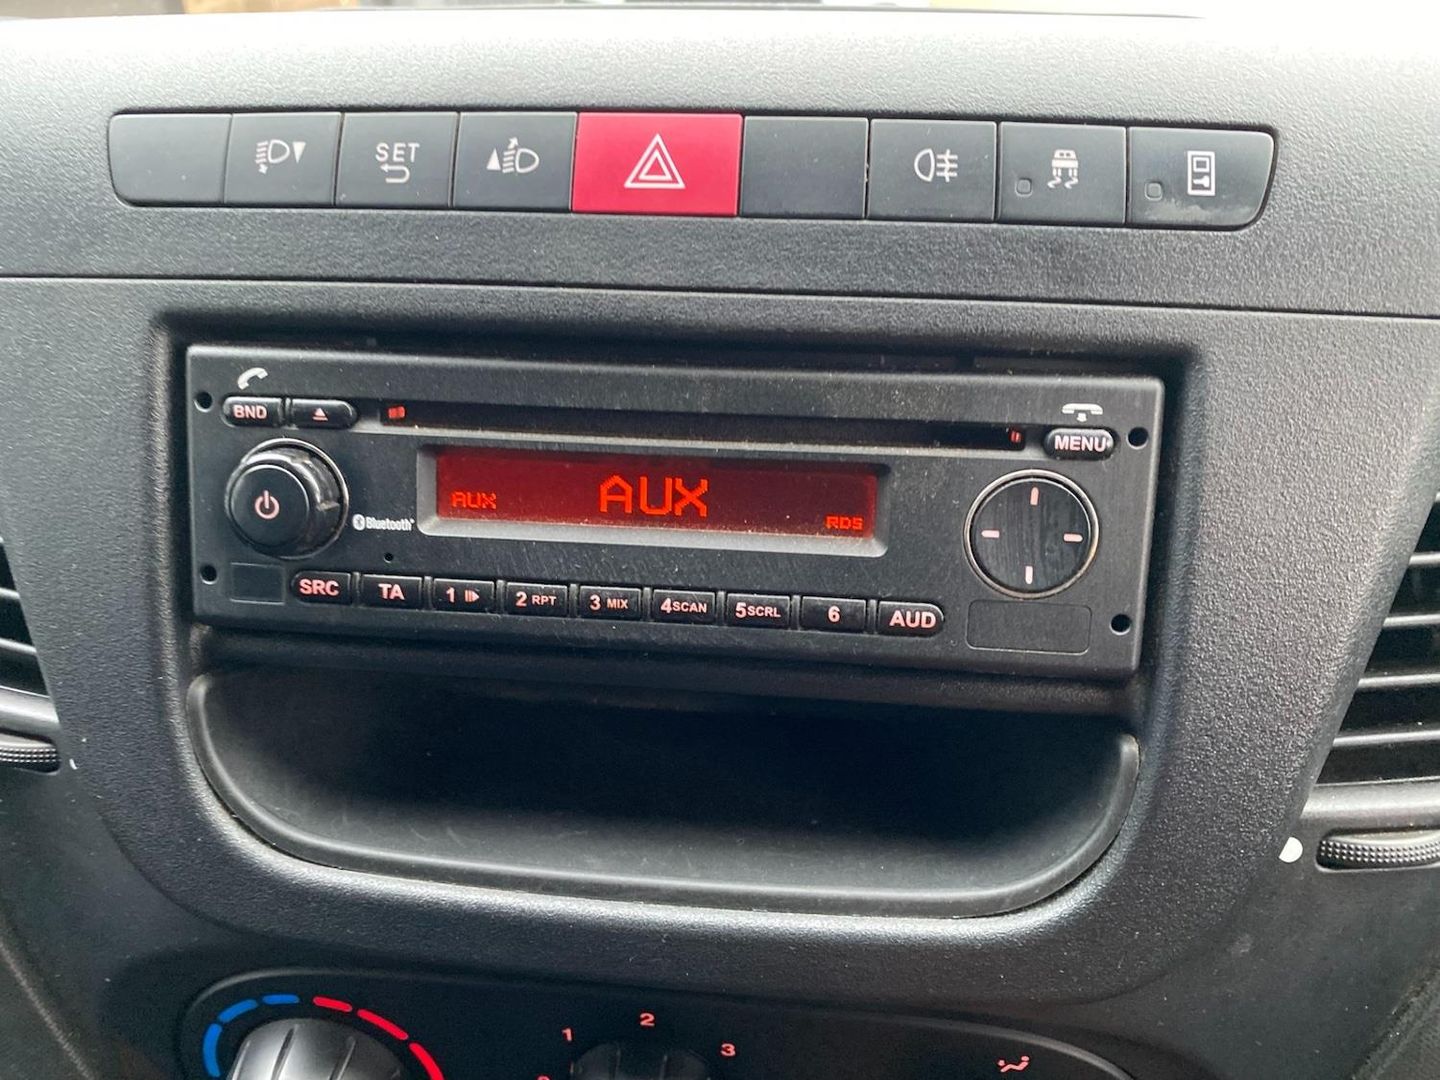 SET
BND
MENU
AUX
AUX
RDS
Bluetooth
SRC
TA
1
2 RPT
3 MIX
4SCAN
5SCRL
6
AUD
1
2
3